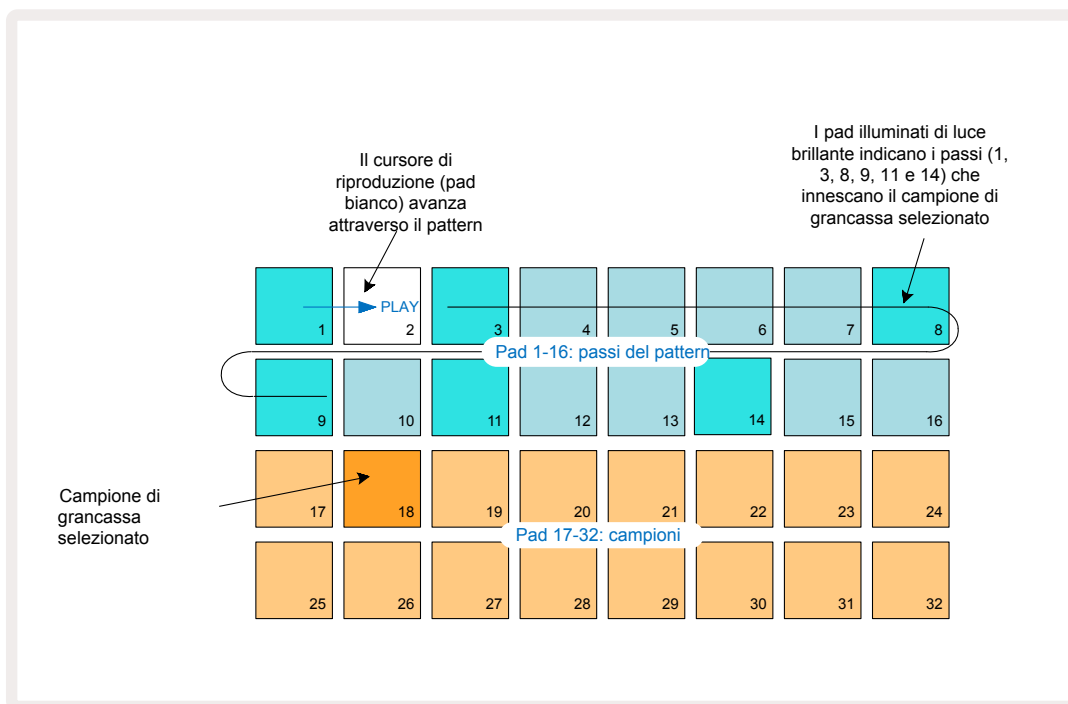 Il cursore di
riproduzione (pad
bianco) avanza
attraverso il pattern
I pad illuminati di luce
brillante indicano i passi (1,
3, 8, 9, 11 e 14) che
innescano il campione di
grancassa selezionato
PLAY
1 2 3 4 5 6 7 8
Pad 1-16: passi del pattern
9 10 11 12 13 14 15 16
Campione di
grancassa
selezionato
17 18 19 20 21 22 23 24
Pad 17-32: campioni
25 26 27 28 29 30 31 32